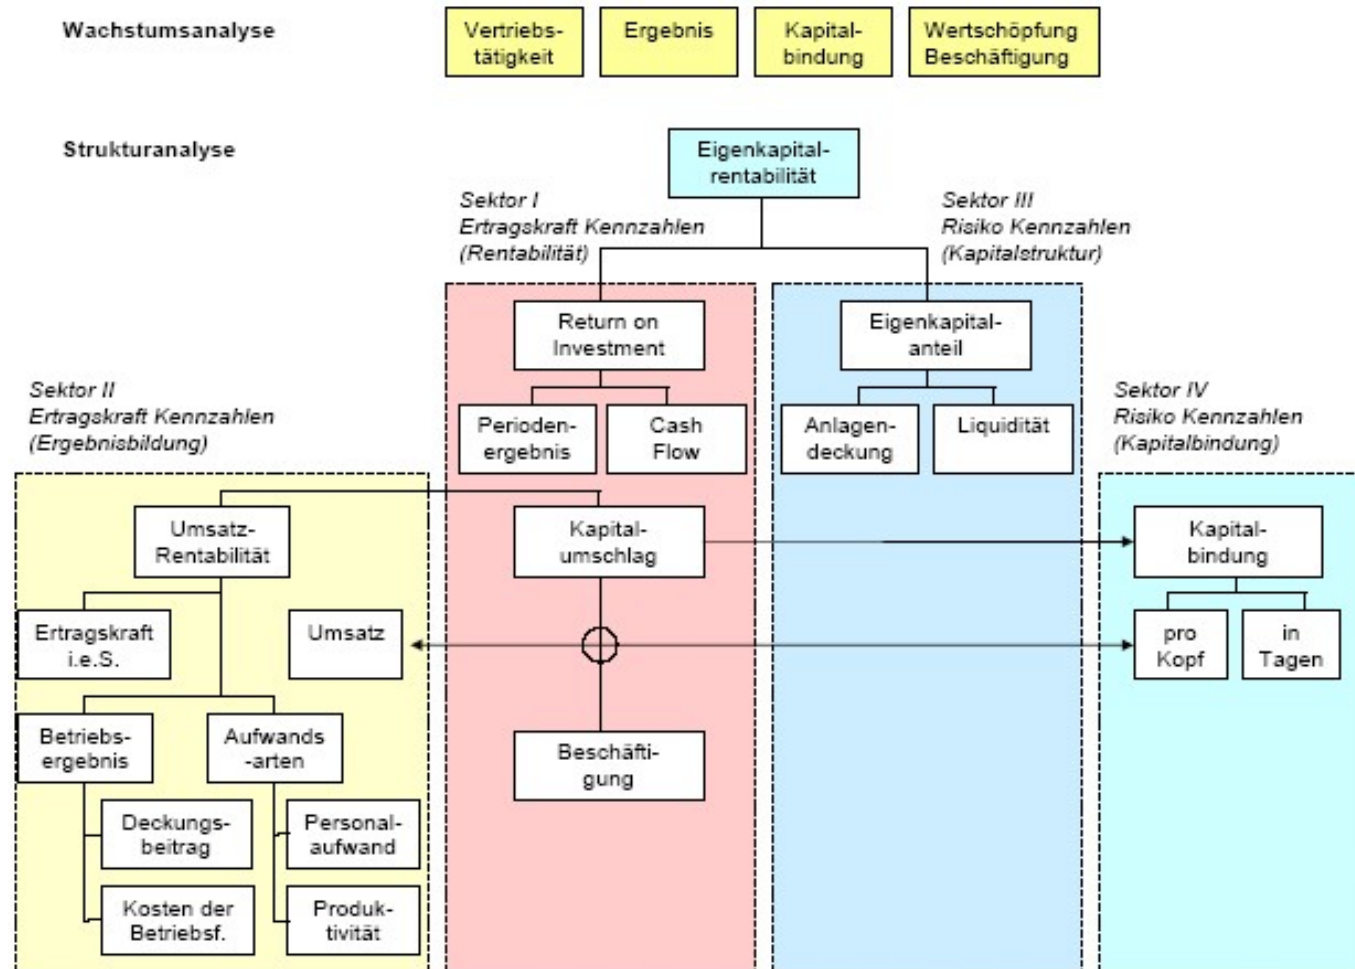 Wachstumsanalyse
Vertriebs-
tätigkeit
Ergebnis
Kapital-
bindung
Wertschöpfung
Beschäftigung
Strukturanalyse
Eigenkapital-
rentabilität
Sektor I
Ertragskraft Kennzahlen
(Rentabilität)
Sektor III
Risiko Kennzahlen
(Kapitalstruktur)
Return on
Investment
Eigenkapital-
anteil
Sektor II
Ertragskraft Kennzahlen
(Ergebnisbildung)
Perioden-
ergebnis
Cash
Flow
Anlagen-
deckung
Liquidität
Sektor IV
Risiko Kennzahlen
(Kapitalbindung)
Umsatz-
Rentabilität
Kapital-
umschlag
Kapital-
bindung
Ertragskraft
i.e.S.
Umsatz
pro
Kopf
in
Tagen
Betriebs-
ergebnis
Aufwands
-arten
Beschäfti-
gung
Deckungs-
beitrag
Personal-
aufwand
Kosten der
Betriebsf.
Produk-
tivität